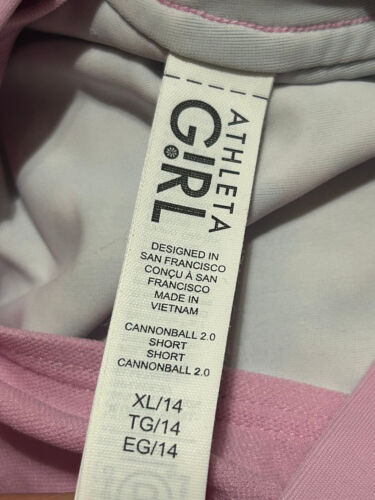 ATHLETA
GIRL
DESIGNED IN
SAN FRANCISCO
CONÇU À SAN
FRANCISCO
MADE IN
VIETNAM
CANNONBALL 2.0
SHORT
SHORT
CANNONBALL 2.0
XL/14
TG/14
EG/14